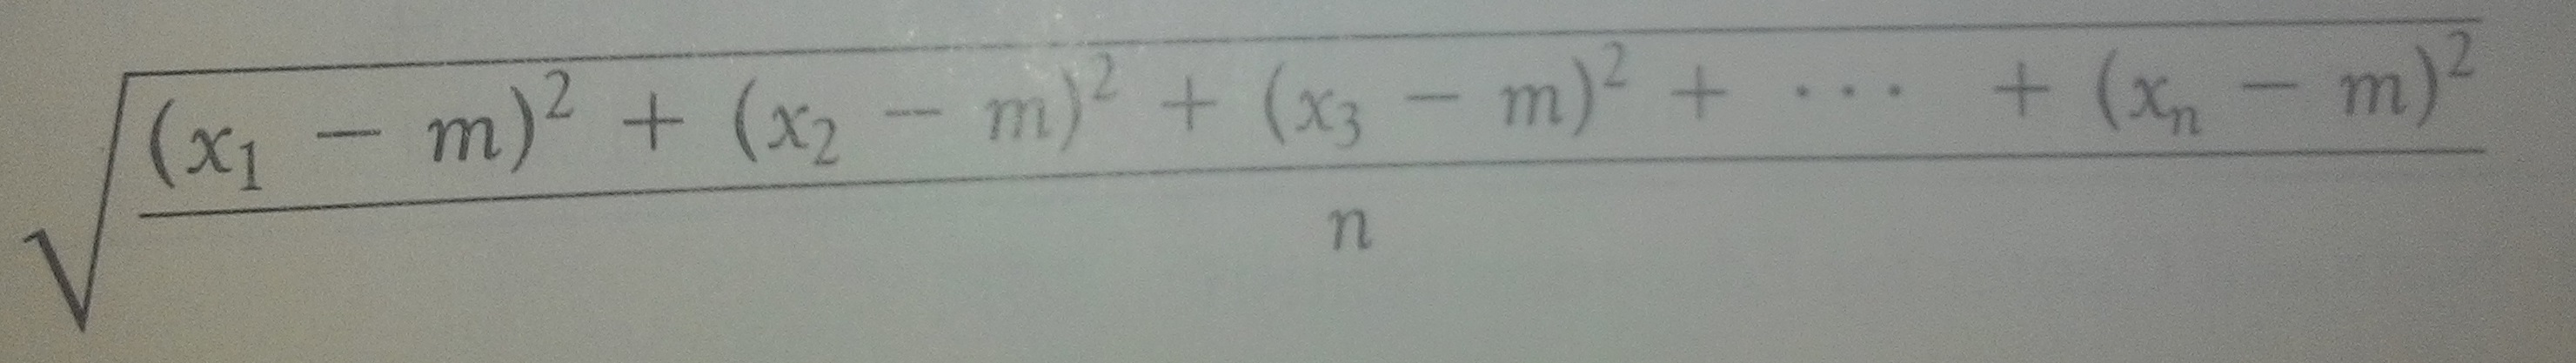 √((x₁ − m)² + (x₂ − m)² + (x₃ − m)² + ··· + (xₙ − m)²
n